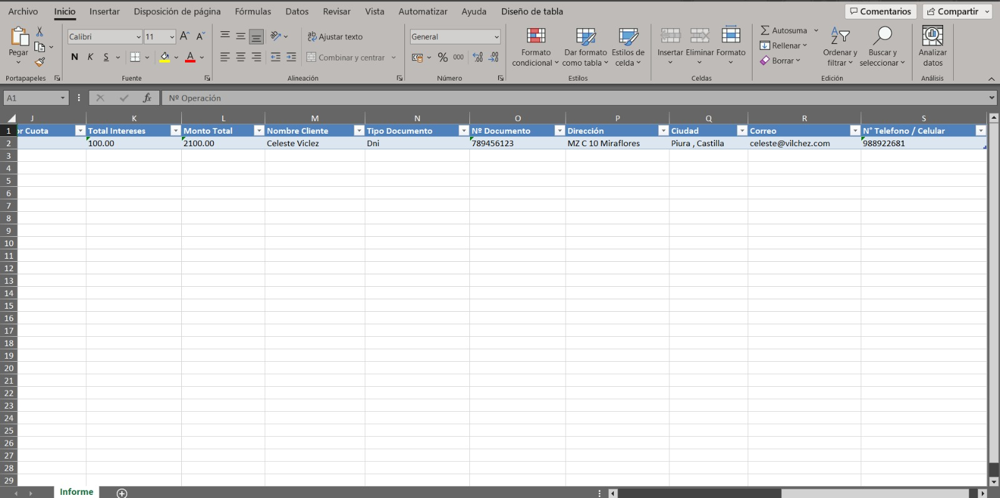 Archivo Inicio Insertar Disposición de página Fórmulas Datos Revisar Vista Automatizar Ayuda Diseño de tabla Comentarios Compartir
Pegar
Portapapeles
Calibri 11
N K S
Fuente
Ajustar texto
Combinar y centrar
Alineación
General
% 000
Número
Formato condicional
Dar formato como tabla
Estilos de celda
Estilos
Insertar Eliminar Formato
Celdas
Autosuma
Rellenar
Borrar
Ordenar y filtrar
Buscar y seleccionar
Edición
Analizar datos
Análisis
A1 fx Nº Operación
J K L M N O P Q R S
1 or Cuota Total Intereses Monto Total Nombre Cliente Tipo Documento Nº Documento Dirección Ciudad Correo N° Telefono / Celular
2 100.00 2100.00 Celeste Viclez Dni 789456123 MZ C 10 Miraflores Piura , Castilla celeste@vilchez.com 988922681
3
4
5
6
7
8
9
10
11
12
13
14
15
16
17
18
19
20
21
22
23
24
25
26
27
28
29
Informe